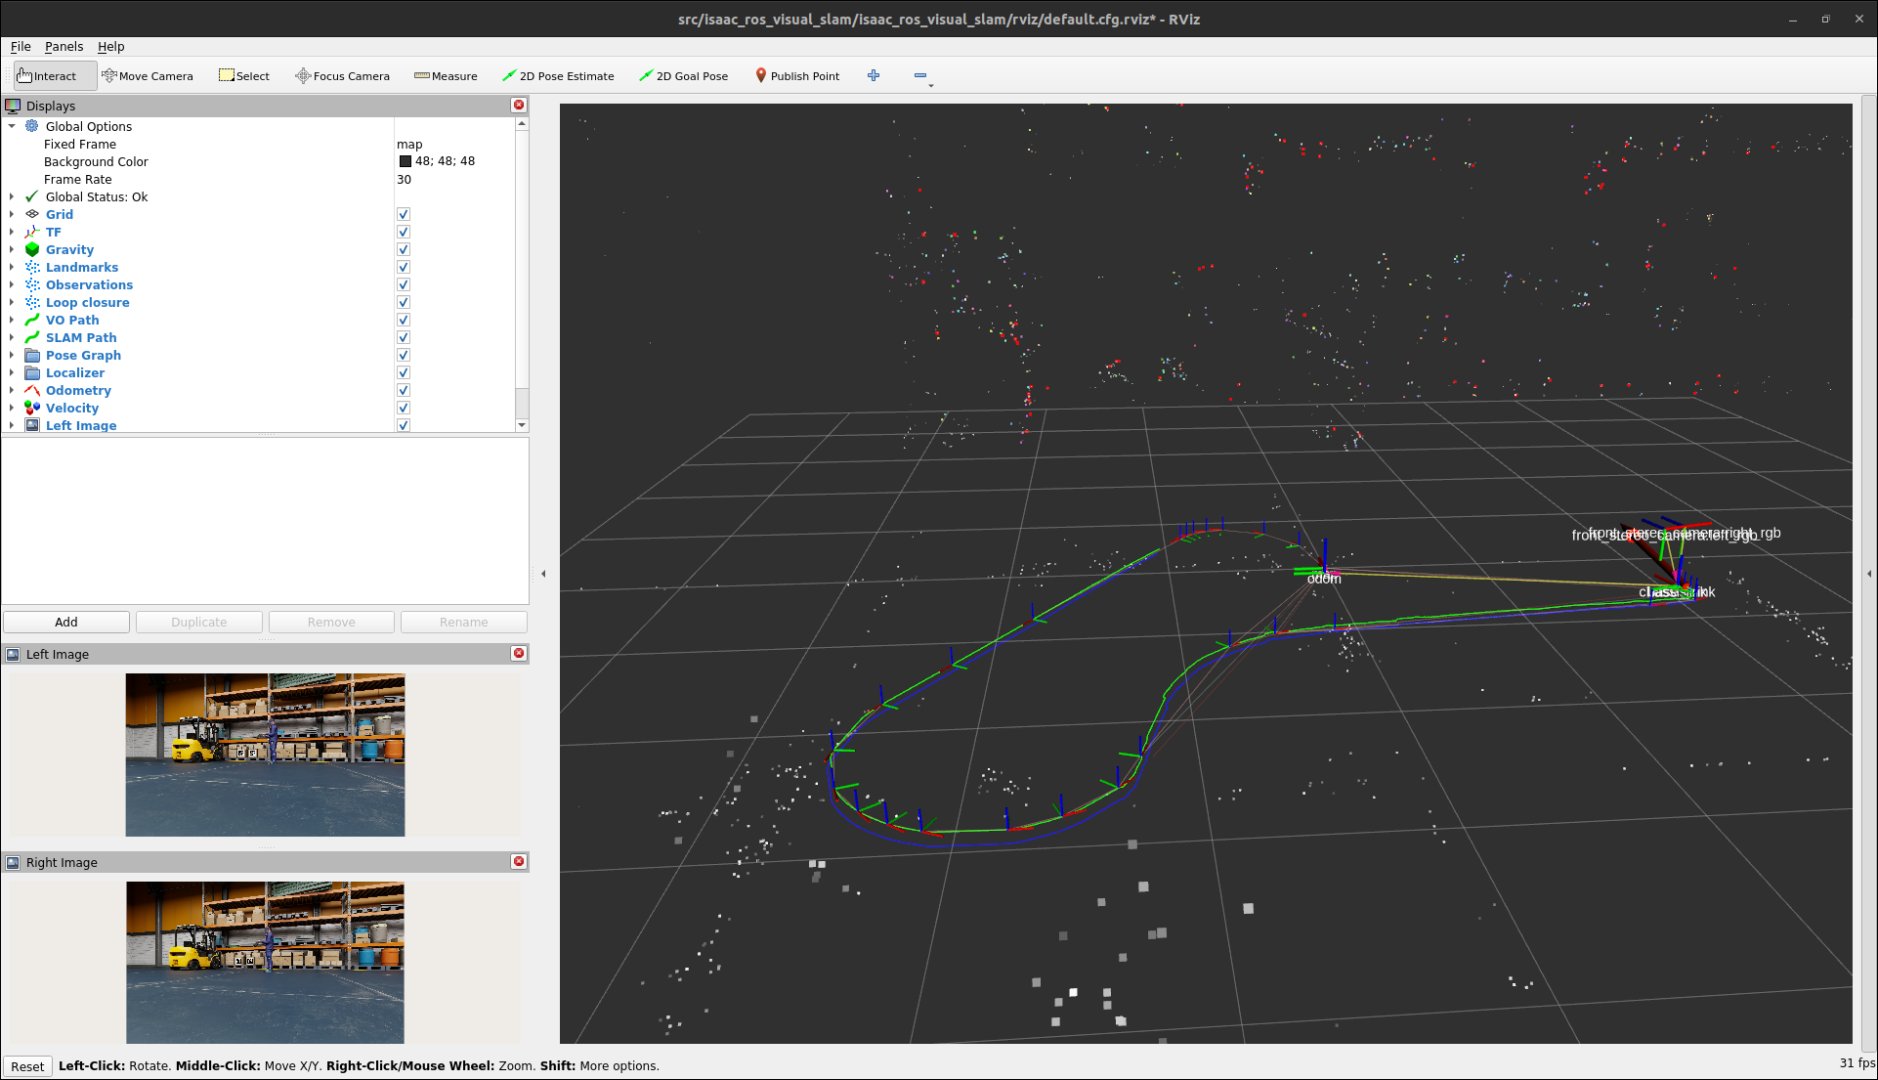 src/isaac_ros_visual_slam/isaac_ros_visual_slam/rviz/default.cfg.rviz* - RViz
File Panels Help
Interact Move Camera Select Focus Camera Measure 2D Pose Estimate 2D Goal Pose Publish Point
Displays
Global Options
Fixed Frame map
Background Color 48; 48; 48
Frame Rate 30
Global Status: Ok
Grid
TF
Gravity
Landmarks
Observations
Loop closure
VO Path
SLAM Path
Pose Graph
Localizer
Odometry
Velocity
Left Image
Add Duplicate Remove Rename
Left Image
Right Image
odom
Reset Left-Click: Rotate. Middle-Click: Move X/Y. Right-Click/Mouse Wheel: Zoom. Shift: More options.
31 fps